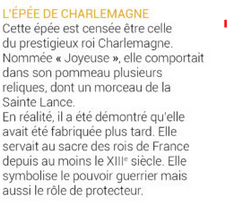 L'ÉPÉE DE CHARLEMAGNE
Cette épée est censée être celle
du prestigieux roi Charlemagne.
Nommée « Joyeuse », elle comportait
dans son pommeau plusieurs
reliques, dont un morceau de la
Sainte Lance.
En réalité, il a été démontré qu'elle
avait été fabriquée plus tard. Elle
servait au sacre des rois de France
depuis au moins le XIIIe siècle. Elle
symbolise le pouvoir guerrier mais
aussi le rôle de protecteur.